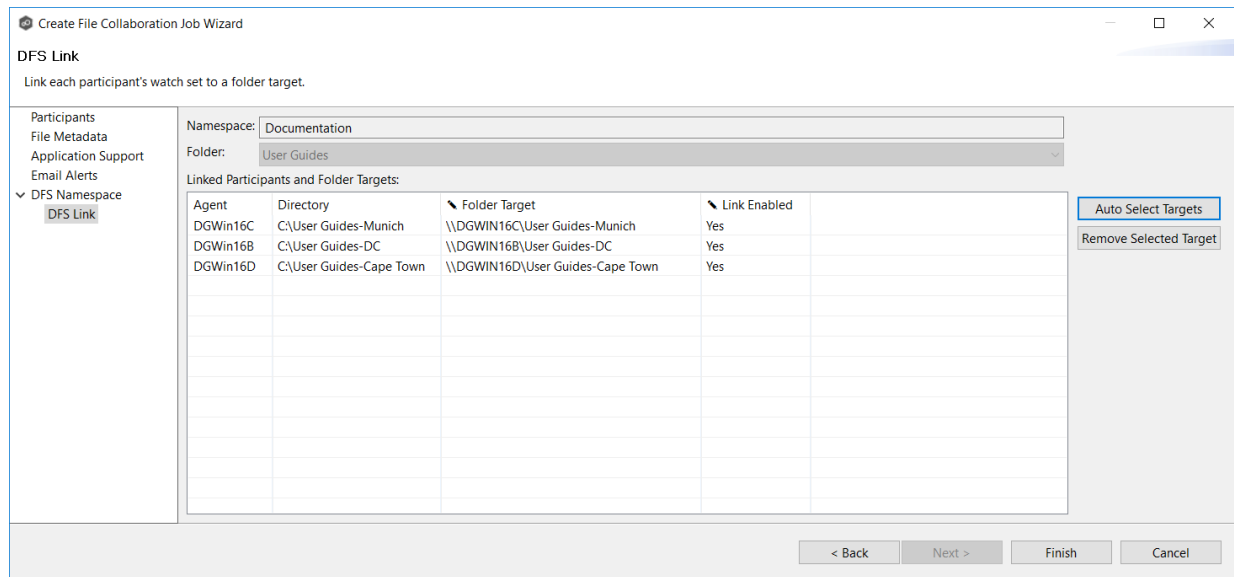 Create File Collaboration Job Wizard
DFS Link
Link each participant's watch set to a folder target.
Participants
File Metadata
Application Support
Email Alerts
DFS Namespace
DFS Link
Namespace: Documentation
Folder: User Guides
Linked Participants and Folder Targets:
Agent Directory Folder Target Link Enabled
DGWin16C C:\User Guides-Munich \\DGWIN16C\User Guides-Munich Yes
DGWin16B C:\User Guides-DC \\DGWIN16B\User Guides-DC Yes
DGWin16D C:\User Guides-Cape Town \\DGWIN16D\User Guides-Cape Town Yes
Auto Select Targets
Remove Selected Target
< Back Next > Finish Cancel